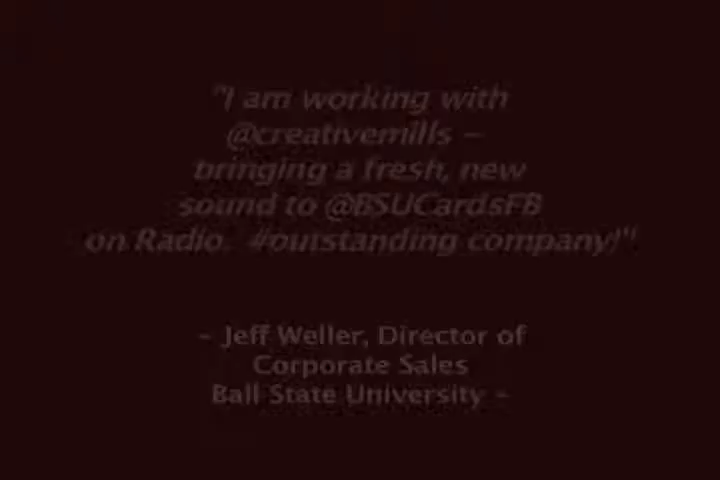 "I am working with
@creativemills –
bringing a fresh, new
sound to @BSUCardsFB
on Radio.  #outstanding company!"
– Jeff Weller, Director of
Corporate Sales
Ball State University –